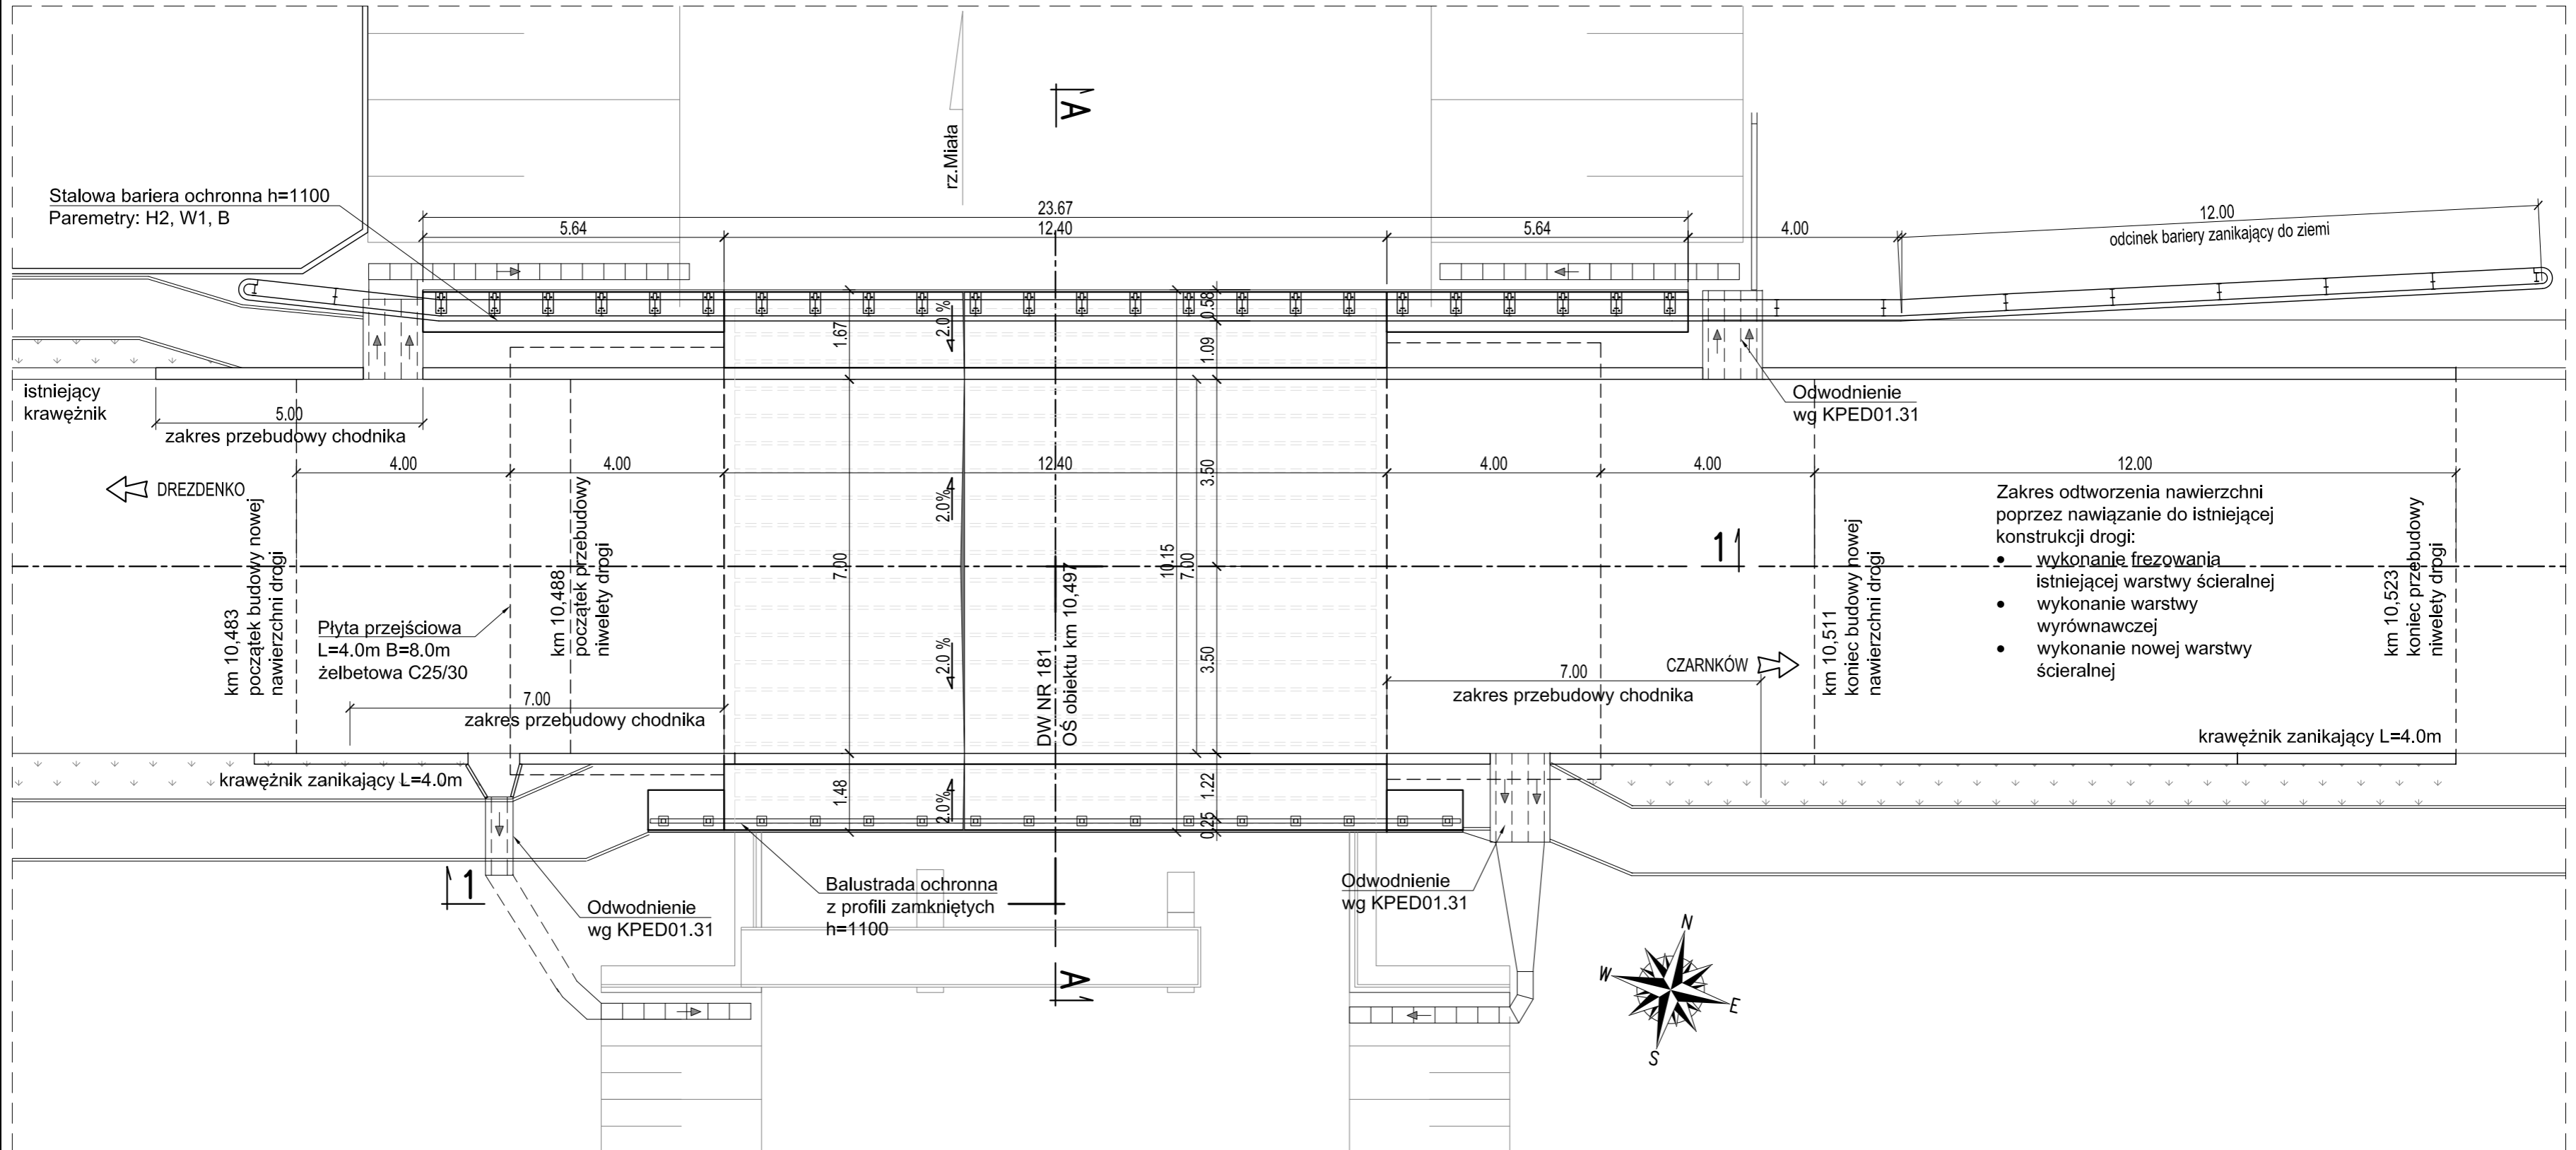 A
rz.Miała
Stalowa bariera ochronna h=1100
Paremetry: H2, W1, B
23.67
5.64
12.40
5.64
4.00
12.00
odcinek bariery zanikający do ziemi
1.67
2.0 %
0.58
1.09
istniejący
krawężnik
5.00
zakres przebudowy chodnika
Odwodnienie
wg KPED01.31
4.00
4.00
12.40
4.00
4.00
12.00
DREZDENKO
2.0%
3.50
km 10,483
początek budowy nowej
nawierzchni drogi
Płyta przejściowa
L=4.0m B=8.0m
żelbetowa C25/30
km 10,488
początek przebudowy
niwelety drogi
7.00
10.15
7.00
DW NR 181
OŚ obiektu km 10,497
2.0 %
3.50
1
CZARNKÓW
km 10,511
koniec budowy nowej
nawierzchni drogi
Zakres odtworzenia nawierzchni
poprzez nawiązanie do istniejącej
konstrukcji drogi:
• wykonanie frezowania
istniejącej warstwy ścieralnej
• wykonanie warstwy
wyrównawczej
• wykonanie nowej warstwy
ścieralnej
km 10,523
koniec przebudowy
niwelety drogi
7.00
zakres przebudowy chodnika
7.00
zakres przebudowy chodnika
krawężnik zanikający L=4.0m
krawężnik zanikający L=4.0m
1.48
2.0%
1.22
0.25
1
Odwodnienie
wg KPED01.31
Balustrada ochronna
z profili zamkniętych
h=1100
Odwodnienie
wg KPED01.31
A
N
W
E
S